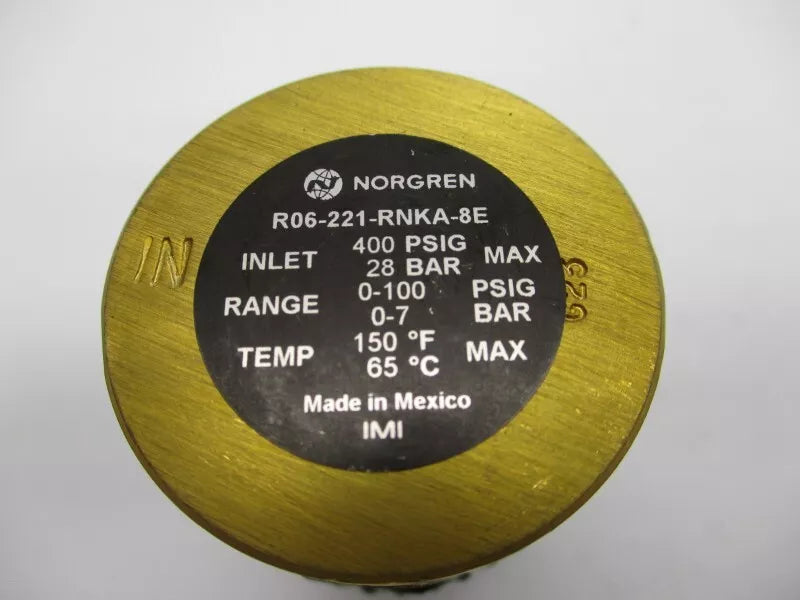 NORGREN
R06-221-RNKA-8E
INLET 400 PSIG MAX
28 BAR
RANGE 0-100 PSIG
0-7 BAR
TEMP 150 °F MAX
65 °C
Made in Mexico
IMI
IN